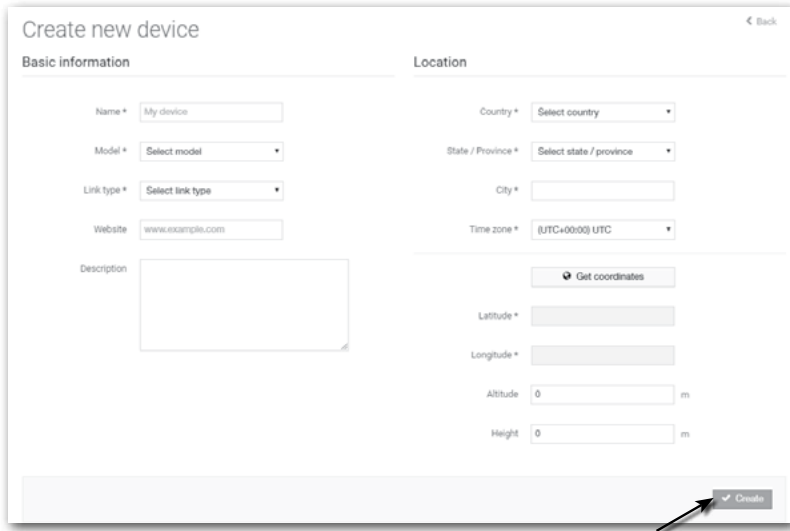 Create new device
Back
Basic information
Name *
My device
Model *
Select model
Link type *
Select link type
Website
www.example.com
Description
Location
Country *
Select country
State / Province *
Select state / province
City *
Time zone *
(UTC+00:00) UTC
Get coordinates
Latitude *
Longitude *
Altitude
0
m
Height
0
m
Create